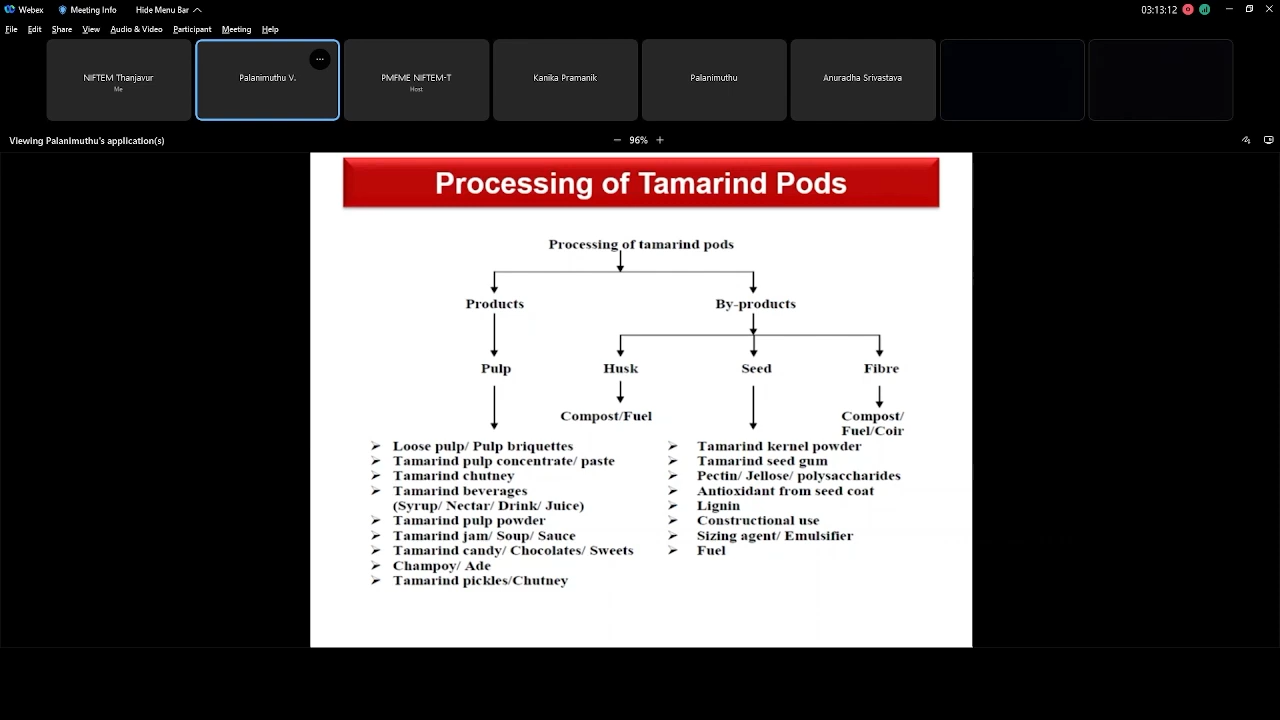 Webex Meeting Info Hide Menu Bar 03:13:12
File Edit Share View Audio & Video Participant Meeting Help
NIFTEM Thanjavur Palanimuthu V. PMFME NIFTEM-T Kanika Pramanik Palanimuthu Anuradha Srivastava
Me Host
Viewing Palanimuthu's application(s) 96%
Processing of Tamarind Pods
Processing of tamarind pods
Products By-products
Pulp Husk Seed Fibre
Compost/Fuel Compost/
Fuel/Coir
Loose pulp/ Pulp briquettes
Tamarind pulp concentrate/ paste
Tamarind chutney
Tamarind beverages
(Syrup/ Nectar/ Drink/ Juice)
Tamarind pulp powder
Tamarind jam/ Soup/ Sauce
Tamarind candy/ Chocolates/ Sweets
Champoy/ Ade
Tamarind pickles/Chutney
Tamarind kernel powder
Tamarind seed gum
Pectin/ Jellose/ polysaccharides
Antioxidant from seed coat
Lignin
Constructional use
Sizing agent/ Emulsifier
Fuel